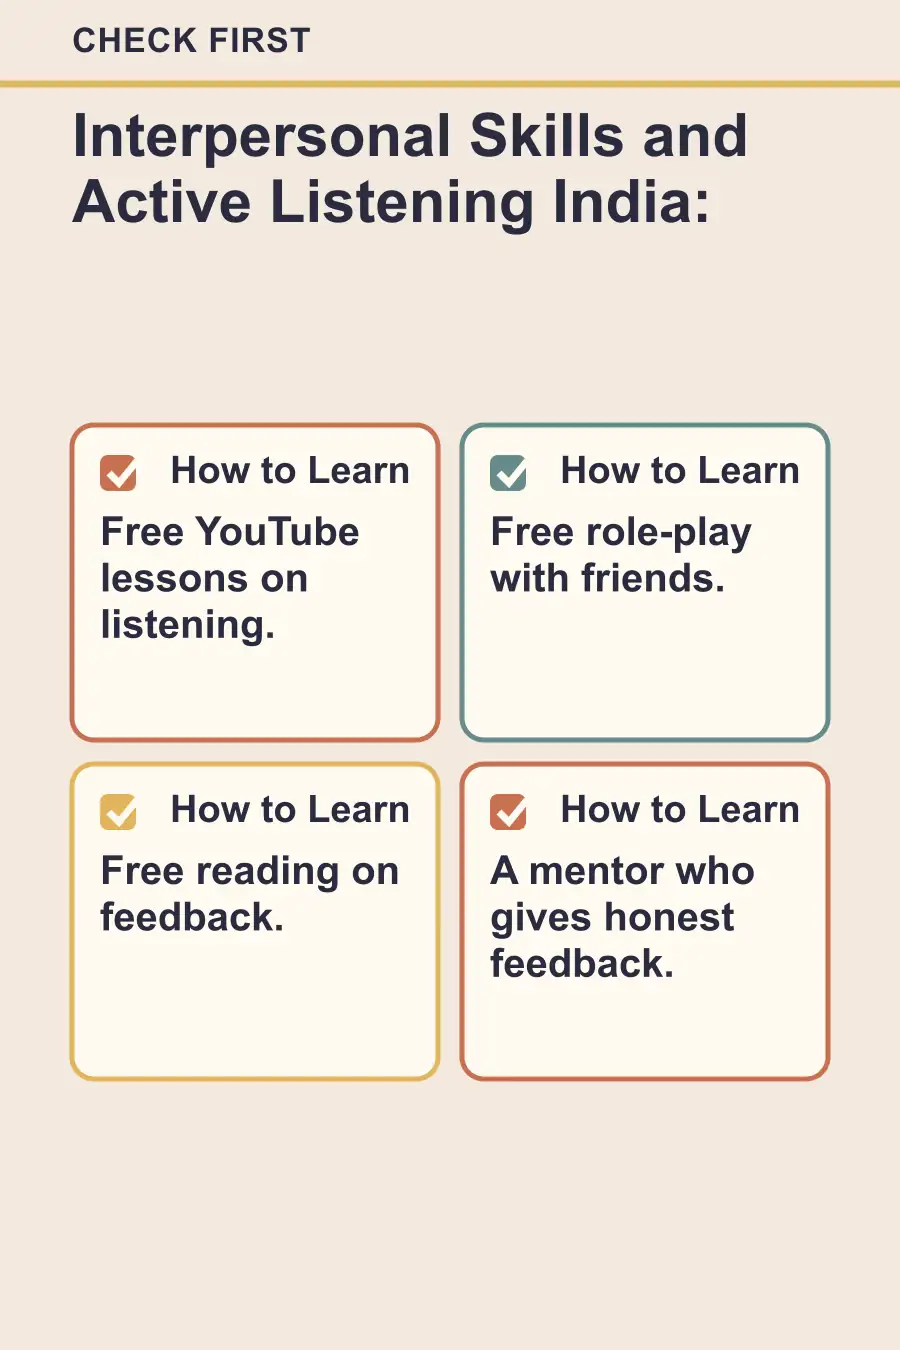 CHECK FIRST
Interpersonal Skills and
Active Listening India:
How to Learn
Free YouTube
lessons on
listening.
How to Learn
Free role-play
with friends.
How to Learn
Free reading on
feedback.
How to Learn
A mentor who
gives honest
feedback.